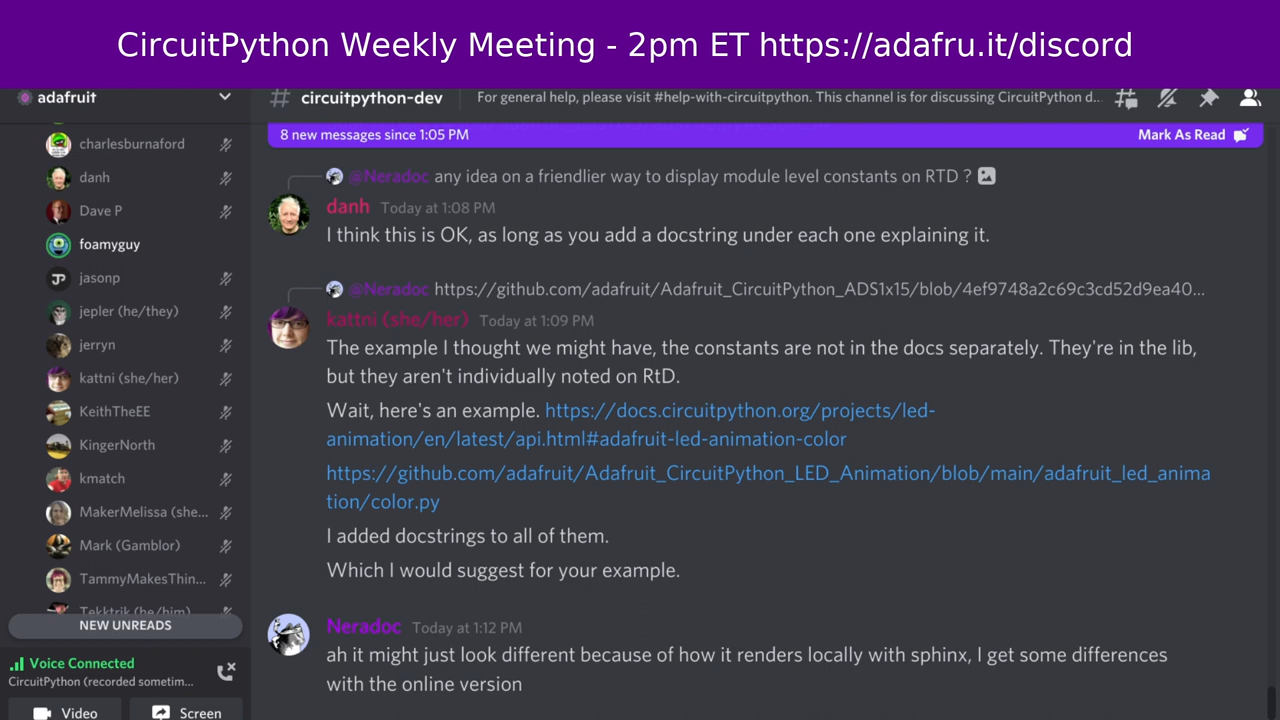 CircuitPython Weekly Meeting - 2pm ET https://adafru.it/discord
adafruit
charlesburnaford
danh
Dave P
foamyguy
jasonp
jepler (he/they)
jerryn
kattni (she/her)
KeithTheEE
KingerNorth
kmatch
MakerMelissa (she...
Mark (Gamblor)
TammyMakesThin...
Tekktrik (he/him)
NEW UNREADS
Voice Connected
CircuitPython (recorded sometim...
Video
Screen
# circuitpython-dev
For general help, please visit #help-with-circuitpython. This channel is for discussing CircuitPython d...
8 new messages since 1:05 PM
Mark As Read
@Neradoc any idea on a friendlier way to display module level constants on RTD ?
danh Today at 1:08 PM
I think this is OK, as long as you add a docstring under each one explaining it.
@Neradoc https://github.com/adafruit/Adafruit_CircuitPython_ADS1x15/blob/4ef9748a2c69c3cd52d9ea40...
kattni (she/her) Today at 1:09 PM
The example I thought we might have, the constants are not in the docs separately. They're in the lib,
but they aren't individually noted on RtD.
Wait, here's an example. https://docs.circuitpython.org/projects/led-
animation/en/latest/api.html#adafruit-led-animation-color
https://github.com/adafruit/Adafruit_CircuitPython_LED_Animation/blob/main/adafruit_led_anima
tion/color.py
I added docstrings to all of them.
Which I would suggest for your example.
Neradoc Today at 1:12 PM
ah it might just look different because of how it renders locally with sphinx, I get some differences
with the online version